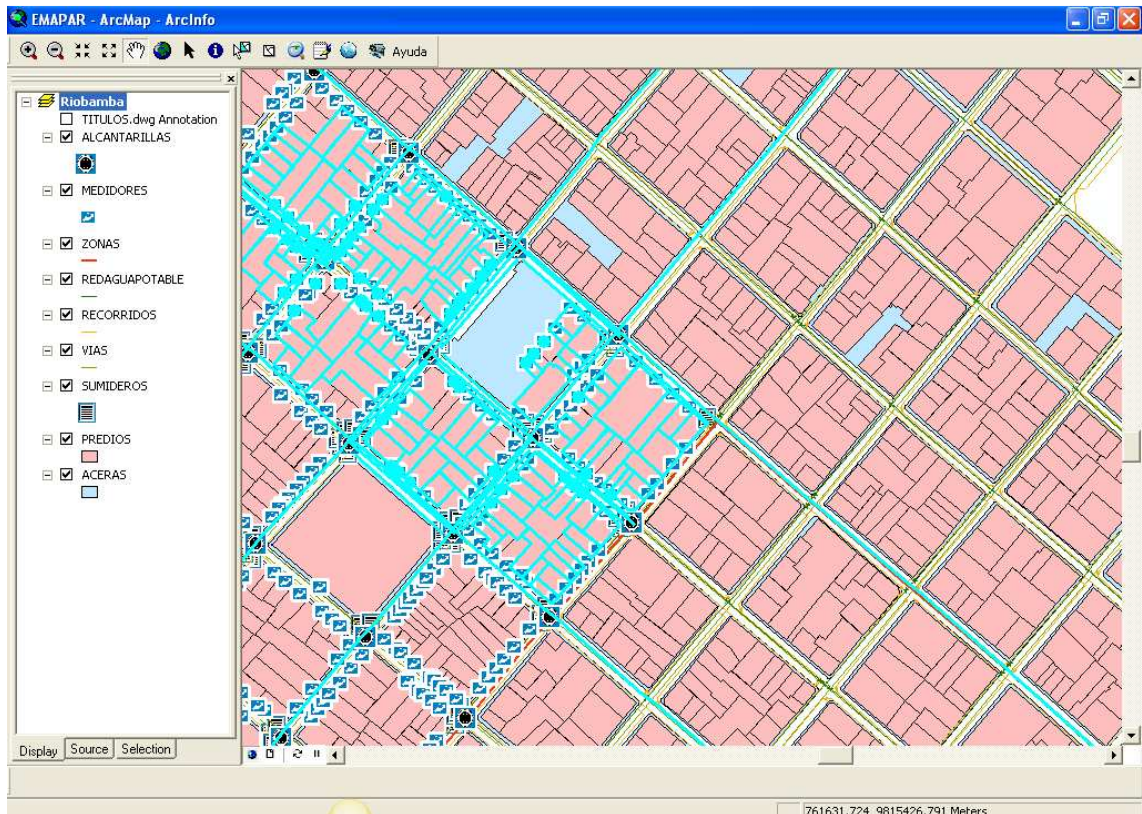 EMAPAR - ArcMap - ArcInfo
Ayuda
Riobamba
TITULOS.dwg Annotation
ALCANTARILLAS
MEDIDORES
ZONAS
REDAGUAPOTABLE
RECORRIDOS
VIAS
SUMIDEROS
PREDIOS
ACERAS
Display Source Selection
761631,724 9815426,791 Meters